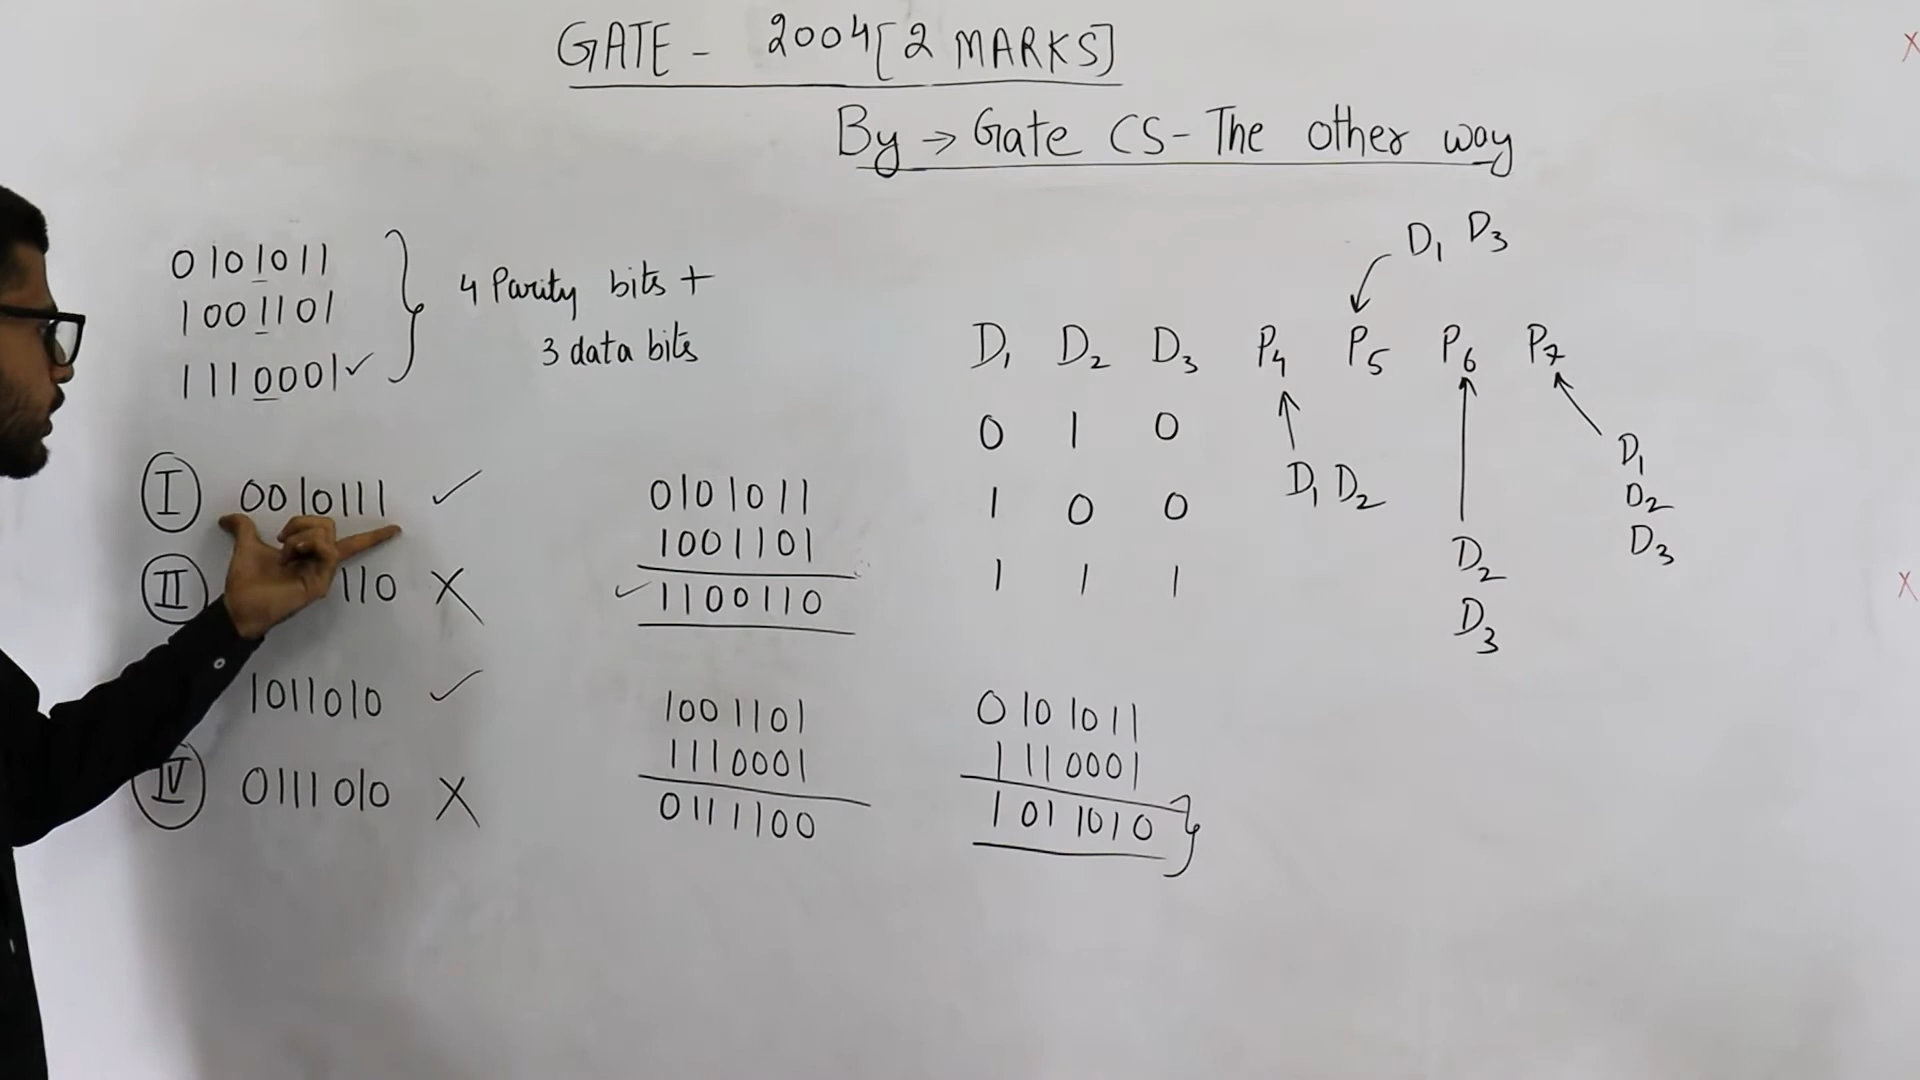 GATE - 2004 [2 MARKS]
By → Gate CS - The other way
0101011
1001101
1110001 ✓
4 Parity bits +
3 data bits
I 0010111 ✓
II 110 X
1011010 ✓
IV 0111010 X
0101011
1001101
✓ 1100110
1001101
1110001
0111100
0101011
1110001
1011010
D1 D3
D1 D2 D3 P4 P5 P6 P7
0 1 0
1 0 0
1 1 1
D1 D2
D2
D3
D1
D2
D3
X
X